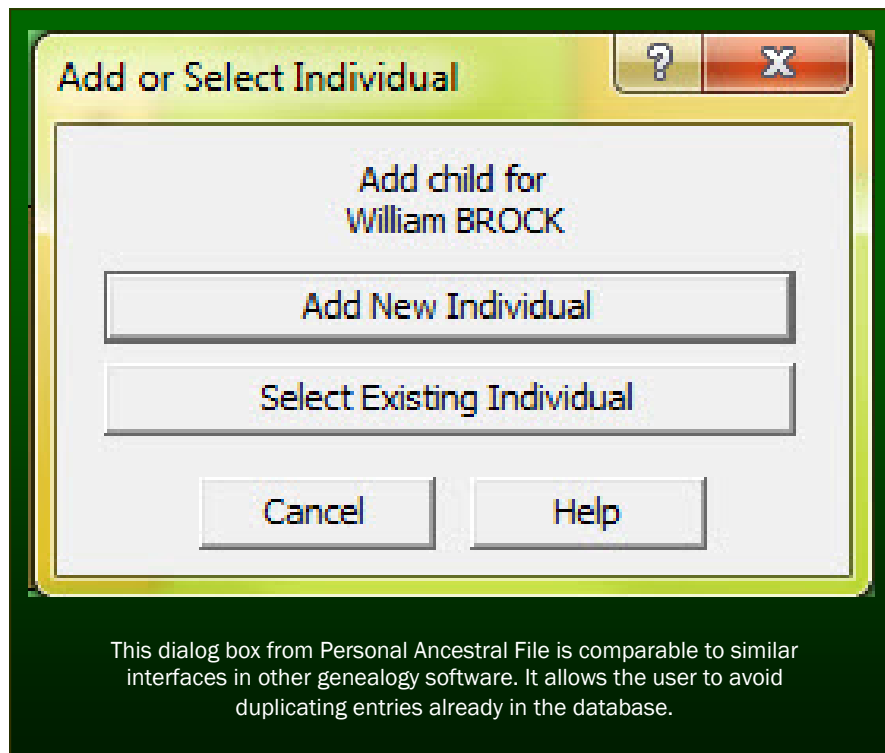 Add or Select Individual
Add child for
William BROCK
Add New Individual
Select Existing Individual
Cancel Help
This dialog box from Personal Ancestral File is comparable to similar
interfaces in other genealogy software. It allows the user to avoid
duplicating entries already in the database.